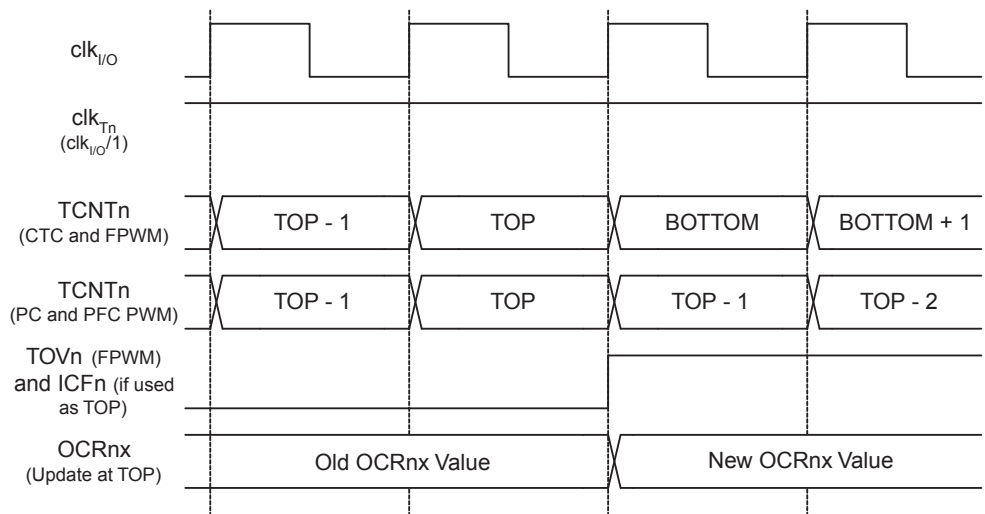 clkI/O
clkTn
(clkI/O/1)
TCNTn
(CTC and FPWM)
TOP - 1
TOP
BOTTOM
BOTTOM + 1
TCNTn
(PC and PFC PWM)
TOP - 1
TOP
TOP - 1
TOP - 2
TOVn (FPWM)
and ICFn (if used
as TOP)
OCRnx
(Update at TOP)
Old OCRnx Value
New OCRnx Value